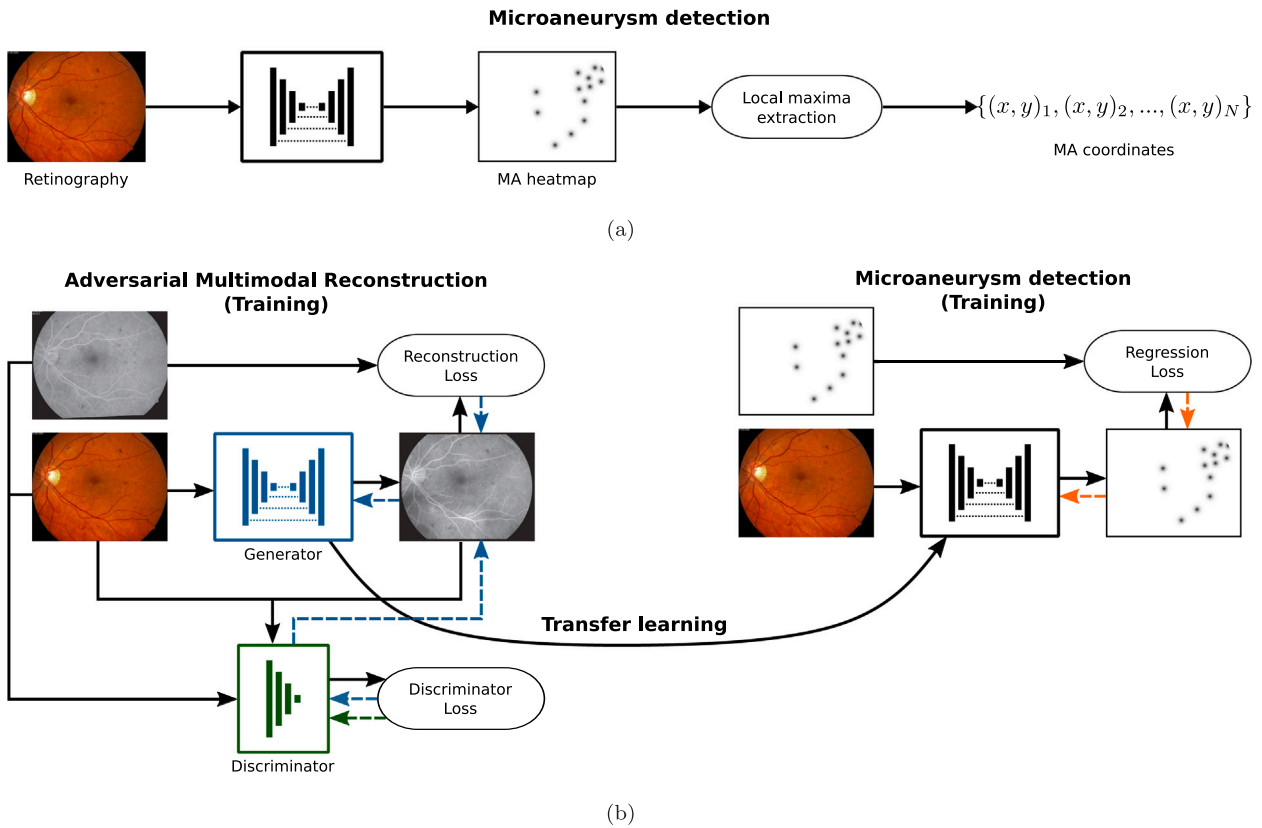 Microaneurysm detection
Retinography
MA heatmap
Local maxima
extraction
{(x, y)₁, (x, y)₂, ..., (x, y)_N}
MA coordinates
(a)
Adversarial Multimodal Reconstruction
(Training)
Reconstruction
Loss
Generator
Discriminator
Loss
Discriminator
Transfer learning
Microaneurysm detection
(Training)
Regression
Loss
(b)